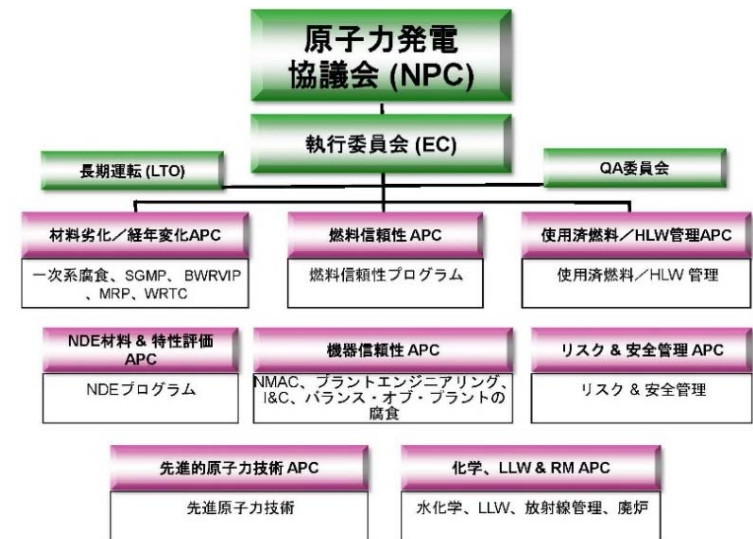 原子力発電
協議会 (NPC)
執行委員会 (EC)
長期運転 (LTO)
QA委員会
材料劣化／経年変化APC
一次系腐食、SGMP、BWRVIP
、MRP、WRTC
燃料信頼性 APC
燃料信頼性プログラム
使用済燃料／HLW管理APC
使用済燃料／HLW 管理
NDE材料 & 特性評価
APC
NDEプログラム
機器信頼性 APC
NMAC、プラントエンジニアリング、
I&C、バランス・オブ・プラントの
腐食
リスク & 安全管理 APC
リスク & 安全管理
先進的原子力技術 APC
先進原子力技術
化学、LLW & RM APC
水化学、LLW、放射線管理、廃炉